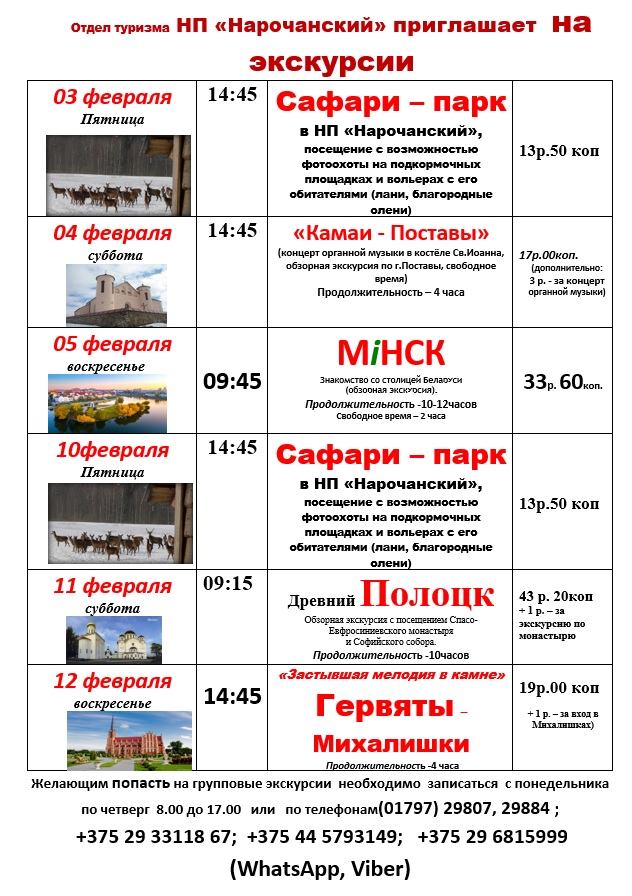 Отдел туризма НП «Нарочанский» приглашает на
экскурсии
03 февраля
Пятница
14:45
Сафари – парк
в НП «Нарочанский»,
посещение с возможностью
фотоохоты на подкормочных
площадках и вольерах с его
обитателями (лани, благородные
олени)
13р.50 коп
04 февраля
суббота
14:45
«Камаи - Поставы»
(концерт органной музыки в костёле Св.Иоанна,
обзорная экскурсия по г.Поставы, свободное
время)
Продолжительность – 4 часа
17р.00коп.
(дополнительно:
3 р. - за концерт
органной музыки)
05 февраля
воскресенье
09:45
МіНСК
Знакомство со столицей Беларуси
(обзорная экскурсия).
Продолжительность -10-12часов
Свободное время – 2 часа
33р. 60коп.
10февраля
Пятница
14:45
Сафари – парк
в НП «Нарочанский»,
посещение с возможностью
фотоохоты на подкормочных
площадках и вольерах с его
обитателями (лани, благородные
олени)
13р.50 коп
11 февраля
суббота
09:15
Древний Полоцк
Обзорная экскурсия с посещением Спасо-
Евфросиниевского монастыря
и Софийского собора.
Продолжительность -10часов
43 р. 20коп
+ 1 р. – за
экскурсию по
монастырю
12 февраля
воскресенье
14:45
«Застывшая мелодия в камне»
Гервяты –
Михалишки
Продолжительность -4 часа
19р.00 коп
+ 1 р. – за вход в
Михалишках)
Желающим попасть на групповые экскурсии необходимо записаться с понедельника
по четверг 8.00 до 17.00 или по телефонам(01797) 29807, 29884 ;
+375 29 33118 67; +375 44 5793149; +375 29 6815999
(WhatsApp, Viber)